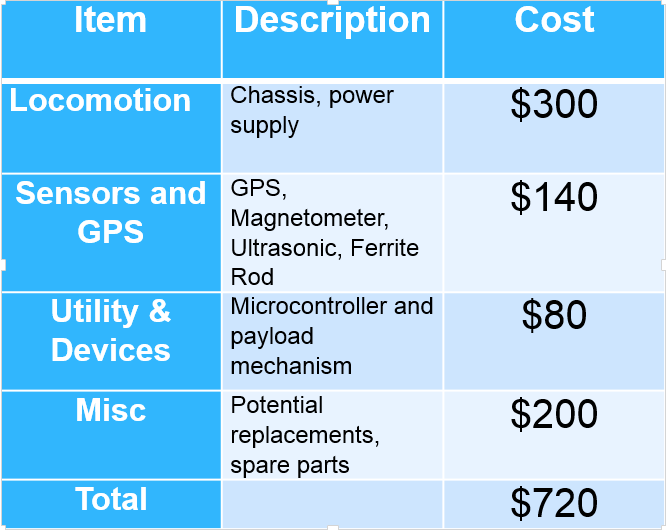 Item Description Cost
Locomotion Chassis, power $300
supply
Sensors and GPS, $140
GPS Magnetometer,
Ultrasonic, Ferrite
Rod
Utility & Microcontroller and $80
Devices payload
mechanism
Misc Potential $200
replacements,
spare parts
Total $720